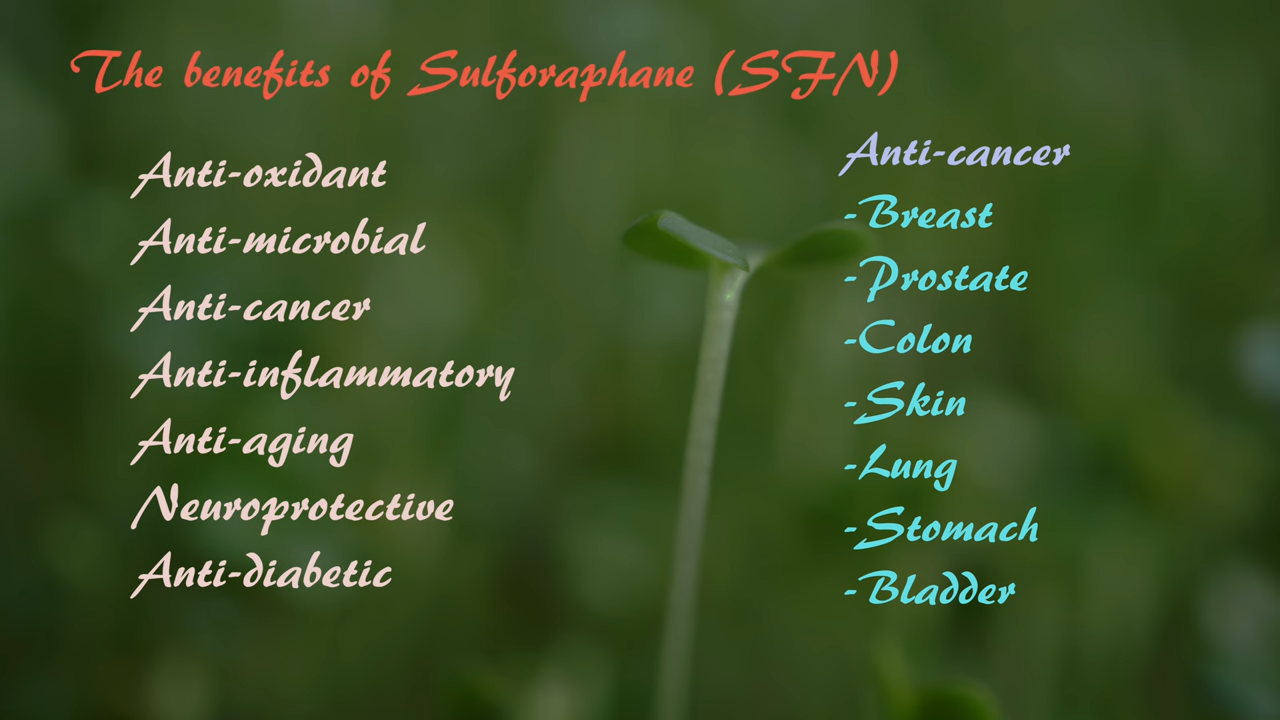 The benefits of Sulforaphane (SFN)
Anti-oxidant
Anti-microbial
Anti-cancer
Anti-inflammatory
Anti-aging
Neuroprotective
Anti-diabetic
Anti-cancer
-Breast
-Prostate
-Colon
-Skin
-Lung
-Stomach
-Bladder